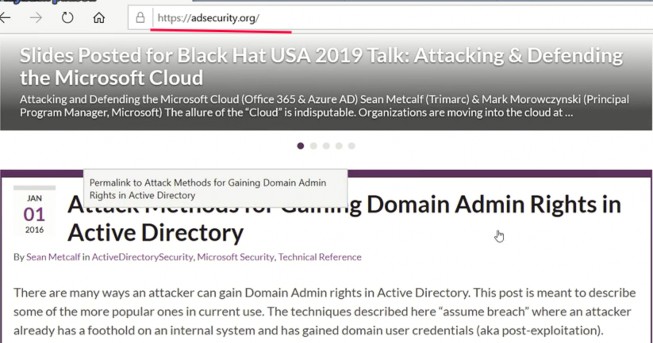 https://adsecurity.org/
Slides Posted for Black Hat USA 2019 Talk: Attacking & Defending
the Microsoft Cloud
Attacking and Defending the Microsoft Cloud (Office 365 & Azure AD) Sean Metcalf (Trimarc) & Mark Morowczynski (Principal
Program Manager, Microsoft) The allure of the “Cloud” is indisputable. Organizations are moving into the cloud at ...
Permalink to Attack Methods for Gaining Domain Admin
Rights in Active Directory
JAN
01
2016
Attack Methods for Gaining Domain Admin Rights in
Active Directory
By Sean Metcalf in ActiveDirectorySecurity, Microsoft Security, Technical Reference
There are many ways an attacker can gain Domain Admin rights in Active Directory. This post is meant to describe
some of the more popular ones in current use. The techniques described here “assume breach” where an attacker
already has a foothold on an internal system and has gained domain user credentials (aka post-exploitation).